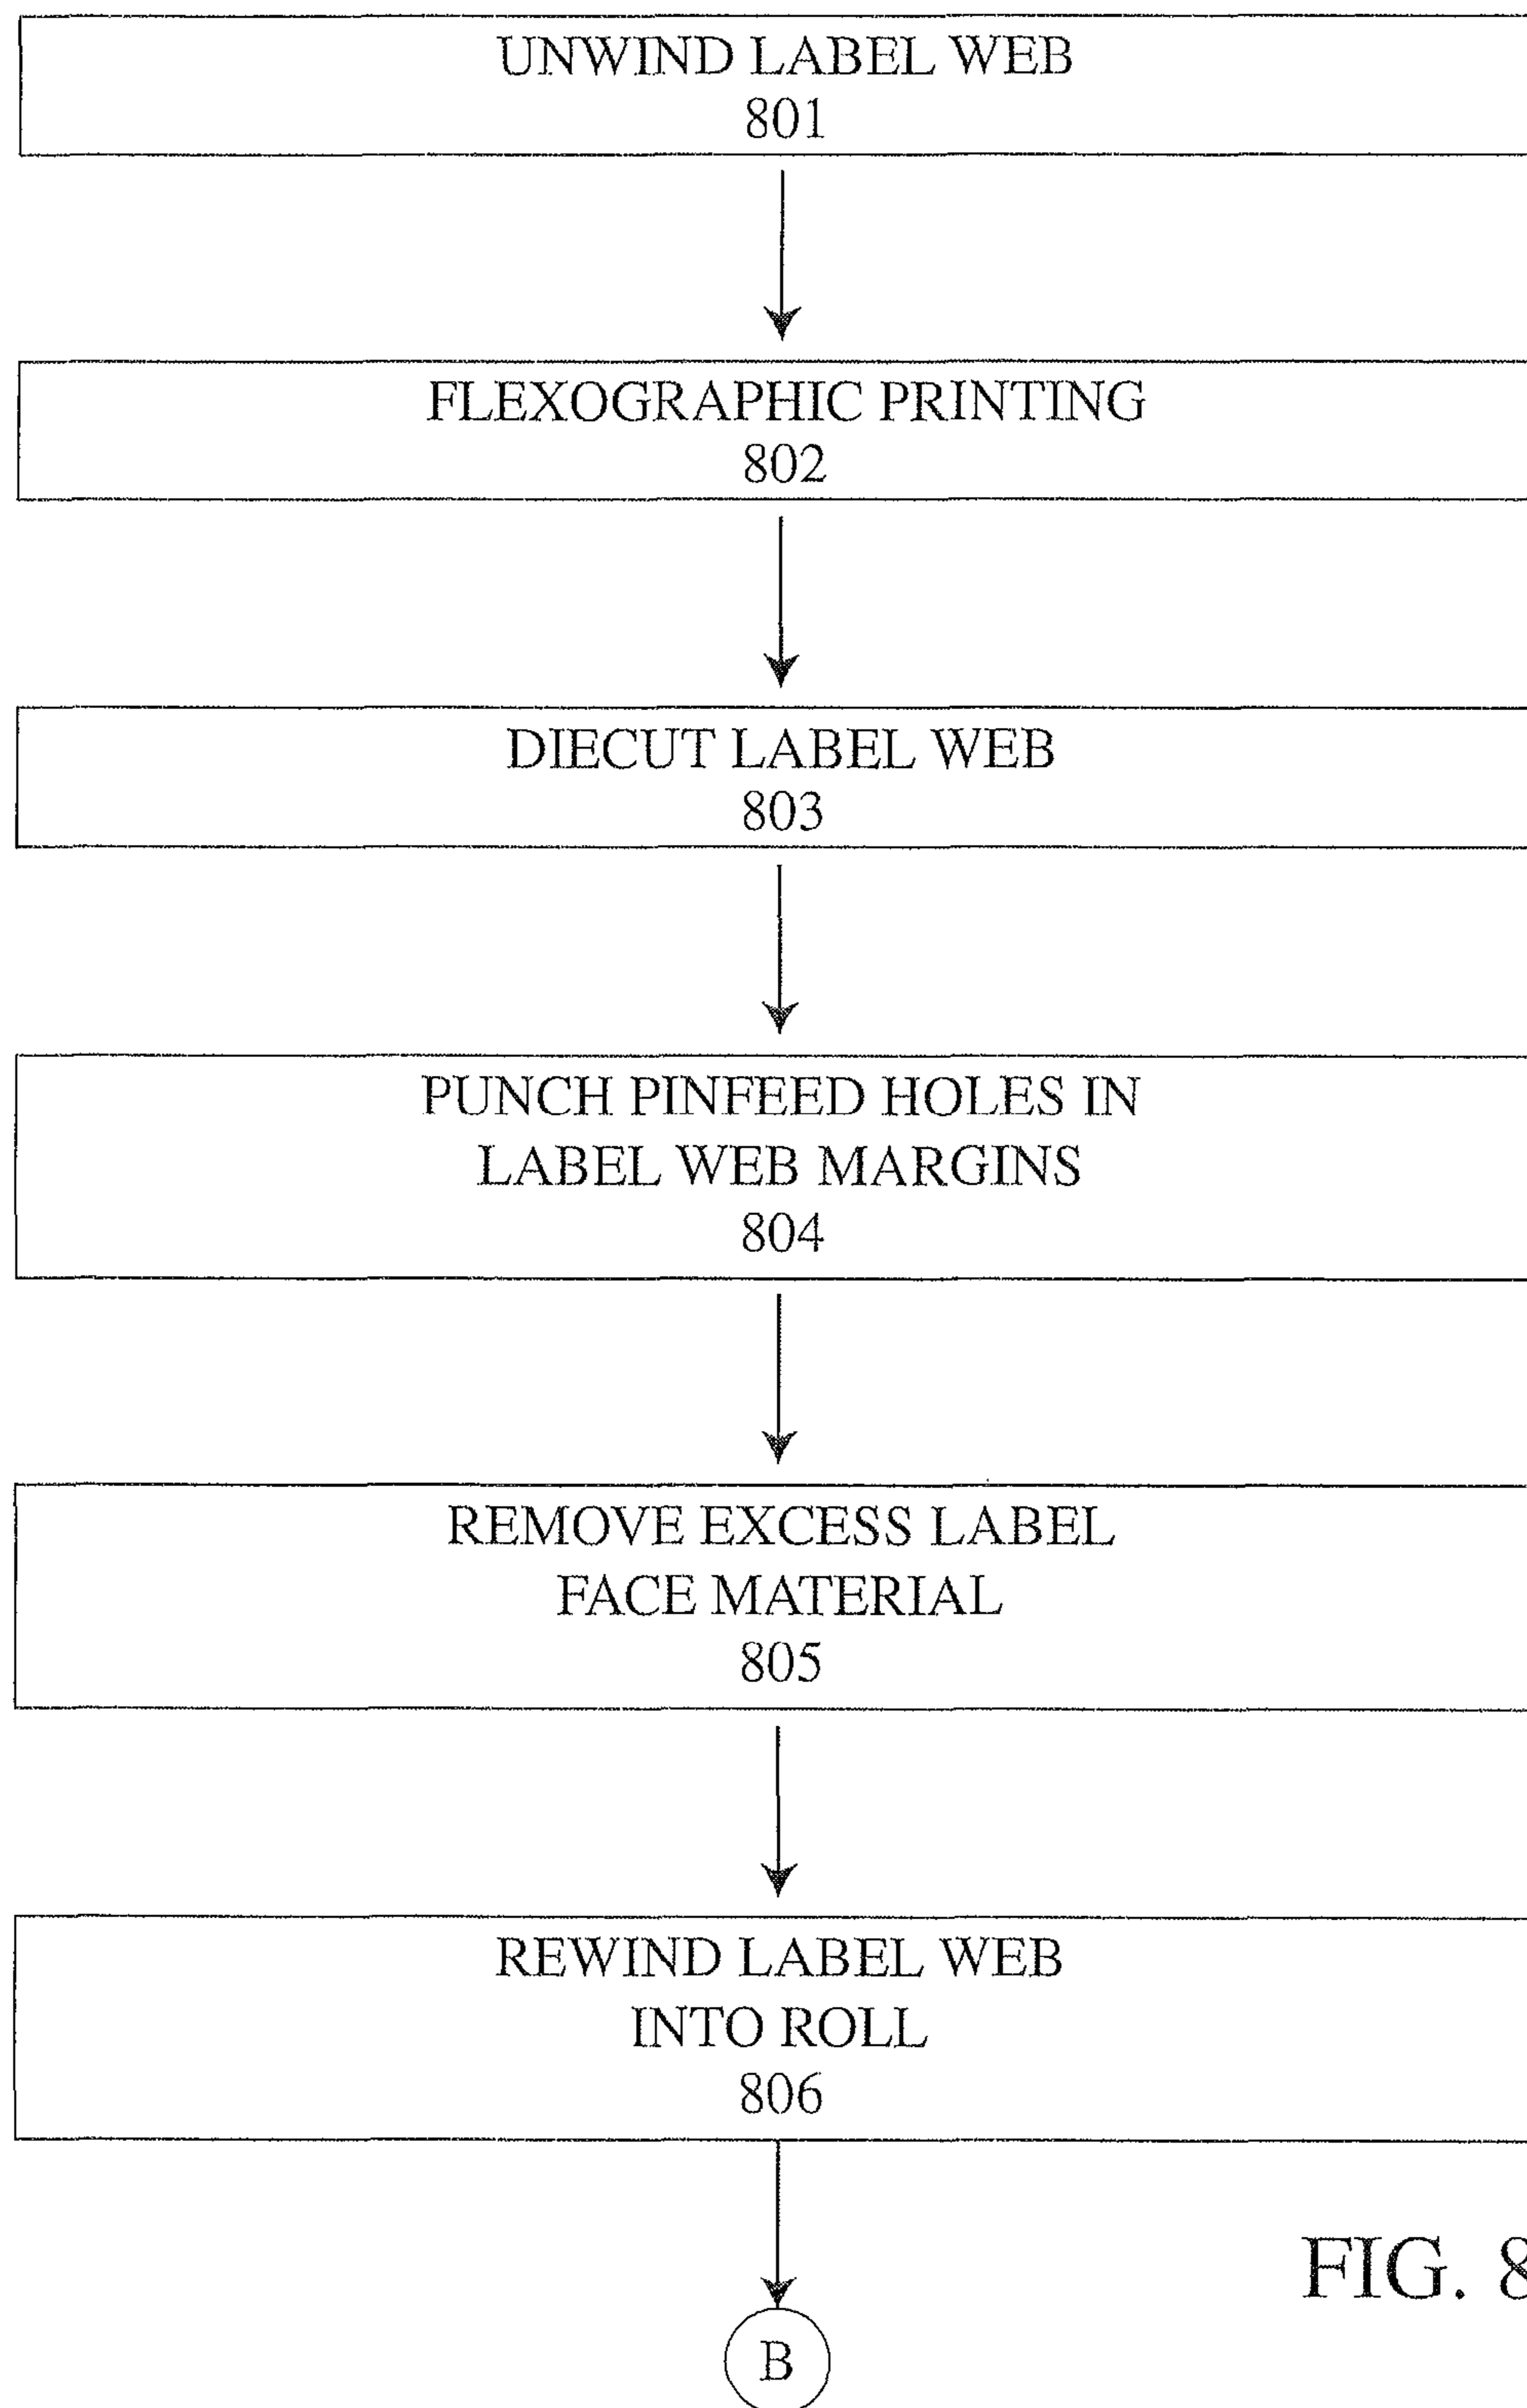 UNWIND LABEL WEB
801
FLEXOGRAPHIC PRINTING
802
DIECUT LABEL WEB
803
PUNCH PINFEED HOLES IN
LABEL WEB MARGINS
804
REMOVE EXCESS LABEL
FACE MATERIAL
805
REWIND LABEL WEB
INTO ROLL
806
FIG. 8
B